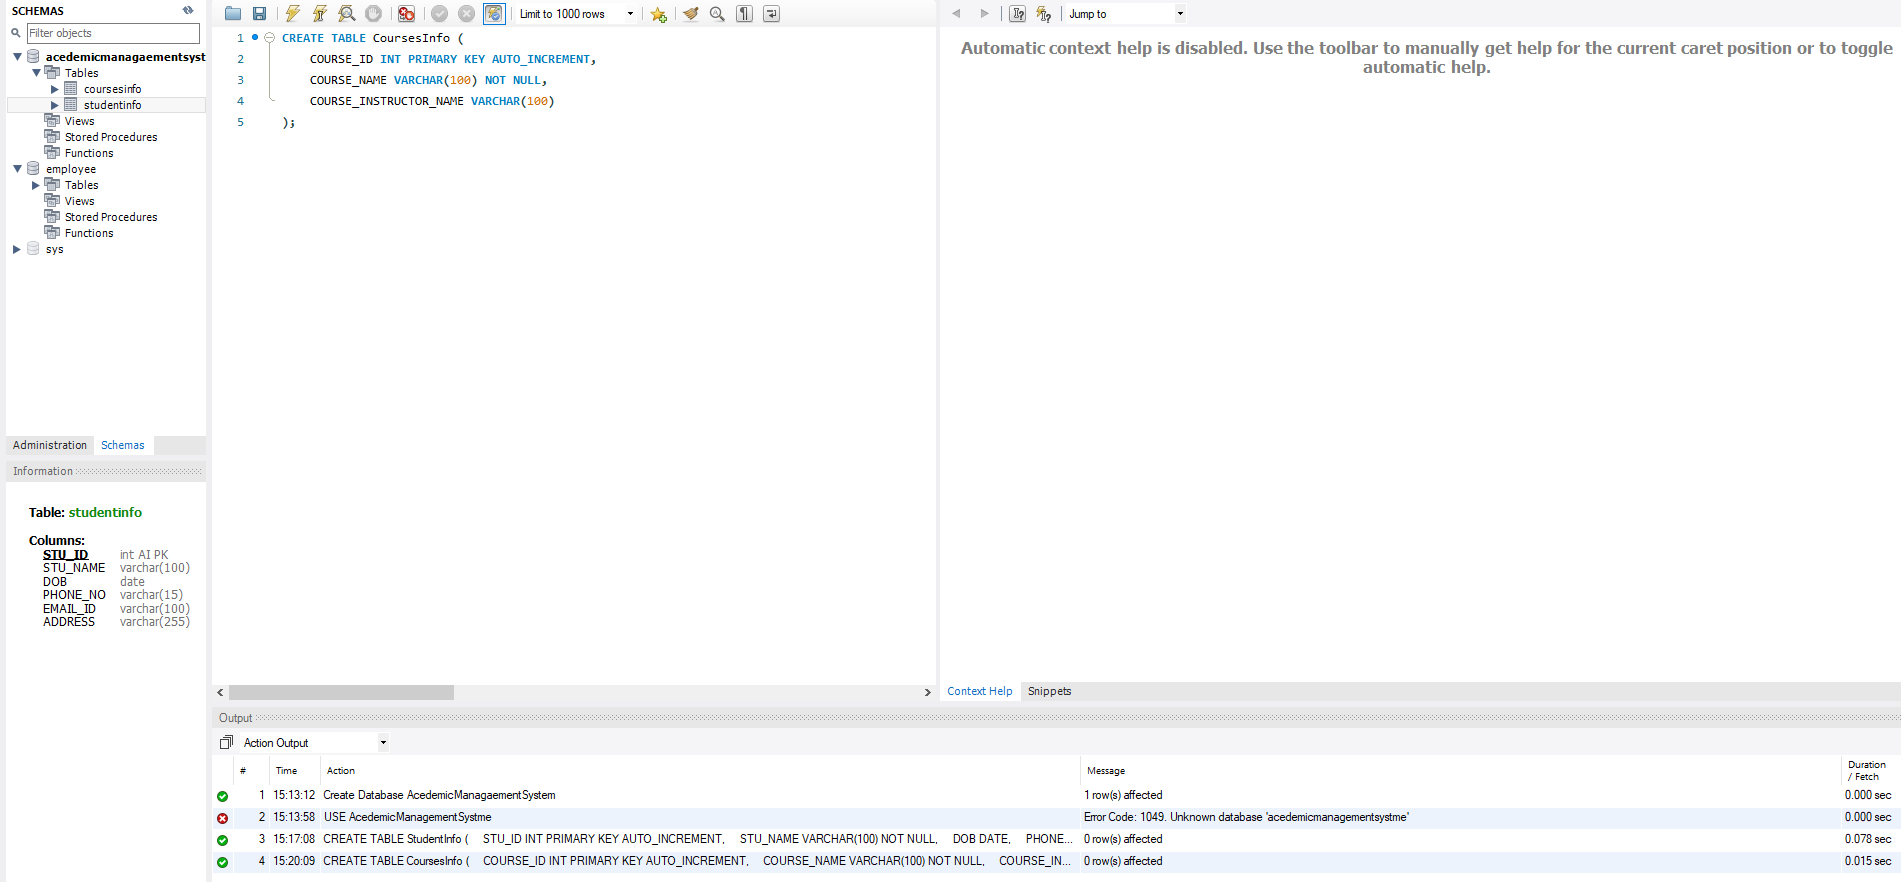 SCHEMAS
Filter objects
acedemicmanagaementsyst
Tables
coursesinfo
studentinfo
Views
Stored Procedures
Functions
employee
Tables
Views
Stored Procedures
Functions
sys
Administration Schemas
Information
Table: studentinfo
Columns:
STU_ID int AI PK
STU_NAME varchar(100)
DOB date
PHONE_NO varchar(15)
EMAIL_ID varchar(100)
ADDRESS varchar(255)
Limit to 1000 rows
1 CREATE TABLE CoursesInfo (
2 COURSE_ID INT PRIMARY KEY AUTO_INCREMENT,
3 COURSE_NAME VARCHAR(100) NOT NULL,
4 COURSE_INSTRUCTOR_NAME VARCHAR(100)
5 );
Jump to
Automatic context help is disabled. Use the toolbar to manually get help for the current caret position or to toggle
automatic help.
Context Help Snippets
Output
Action Output
# Time Action Message Duration
/ Fetch
1 15:13:12 Create Database AcedemicManagaementSystem 1 row(s) affected 0.000 sec
2 15:13:58 USE AcedemicManagementSystme Error Code: 1049. Unknown database 'acedemicmanagementsystme' 0.000 sec
3 15:17:08 CREATE TABLE StudentInfo ( STU_ID INT PRIMARY KEY AUTO_INCREMENT, STU_NAME VARCHAR(100) NOT NULL, DOB DATE, PHONE... 0 row(s) affected 0.078 sec
4 15:20:09 CREATE TABLE CoursesInfo ( COURSE_ID INT PRIMARY KEY AUTO_INCREMENT, COURSE_NAME VARCHAR(100) NOT NULL, COURSE_IN... 0 row(s) affected 0.015 sec